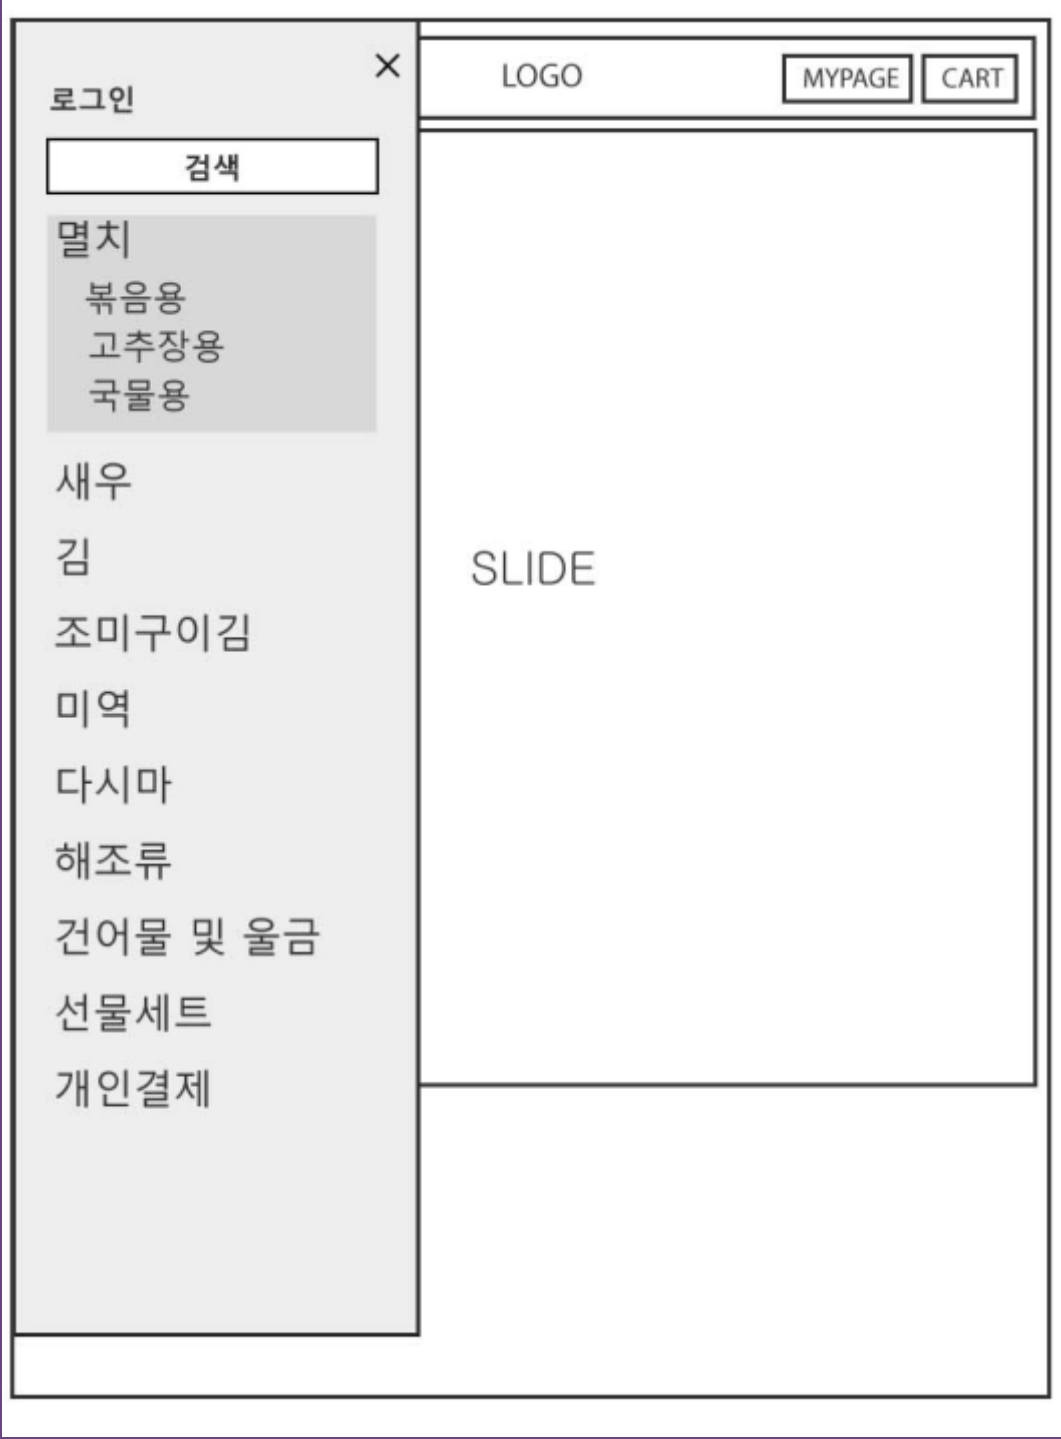 로그인
검색
멸치
볶음용
고추장용
국물용
새우
김
조미구이김
미역
다시마
해조류
건어물 및 울금
선물세트
개인결제
LOGO
MYPAGE
CART
SLIDE